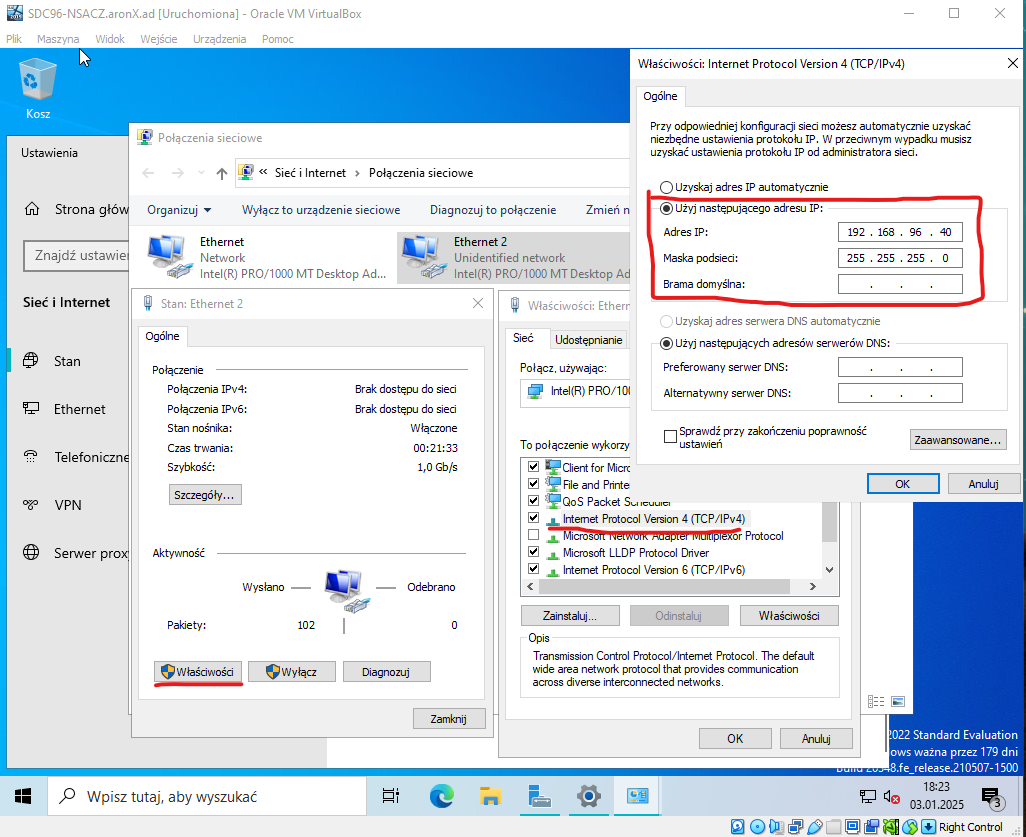 SDC96-NSACZ.aronX.ad [Uruchomiona] - Oracle VM VirtualBox
Plik Maszyna Widok Wejście Urządzenia Pomoc
Kosz
Ustawienia
Strona głów
Znajdź ustawien
Sieć i Internet
Stan
Ethernet
Telefoniczne
VPN
Serwer proxy
Połączenia sieciowe
« Sieć i Internet > Połączenia sieciowe
Organizuj Wyłącz to urządzenie sieciowe Diagnozuj to połączenie Zmień n
Ethernet
Network
Intel(R) PRO/1000 MT Desktop Ad...
Ethernet 2
Unidentified network
Intel(R) PRO/1000 MT Desktop Ad
Stan: Ethernet 2
Ogólne
Połączenie
Połączenia IPv4: Brak dostępu do sieci
Połączenia IPv6: Brak dostępu do sieci
Stan nośnika: Włączone
Czas trwania: 00:21:33
Szybkość: 1,0 Gb/s
Szczegóły...
Aktywność
Wysłano Odebrano
Pakiety: 102 0
Właściwości Wyłącz Diagnozuj
Zamknij
Właściwości: Ethern
Sieć Udostępnianie
Połącz, używając:
Intel(R) PRO/100
To połączenie wykorzy
Client for Micro
File and Printe
QoS Packet Scheduler
Internet Protocol Version 4 (TCP/IPv4)
Microsoft Network Adapter Multiplexor Protocol
Microsoft LLDP Protocol Driver
Internet Protocol Version 6 (TCP/IPv6)
Zainstaluj... Odinstaluj Właściwości
Opis
Transmission Control Protocol/Internet Protocol. The default
wide area network protocol that provides communication
across diverse interconnected networks.
OK Anuluj
Właściwości: Internet Protocol Version 4 (TCP/IPv4)
Ogólne
Przy odpowiedniej konfiguracji sieci możesz automatycznie uzyskać
niezbędne ustawienia protokołu IP. W przeciwnym wypadku musisz
uzyskać ustawienia protokołu IP od administratora sieci.
Uzyskaj adres IP automatycznie
Użyj następującego adresu IP:
Adres IP: 192 . 168 . 96 . 40
Maska podsieci: 255 . 255 . 255 . 0
Brama domyślna: . . .
Uzyskaj adres serwera DNS automatycznie
Użyj następujących adresów serwerów DNS:
Preferowany serwer DNS: . . .
Alternatywny serwer DNS: . . .
Sprawdź przy zakończeniu poprawność
ustawień
Zaawansowane...
OK Anuluj
2022 Standard Evaluation
ows ważna przez 179 dni
Build 20348.fe_release.210507-1500
Wpisz tutaj, aby wyszukać
18:23
03.01.2025
3
Right Control